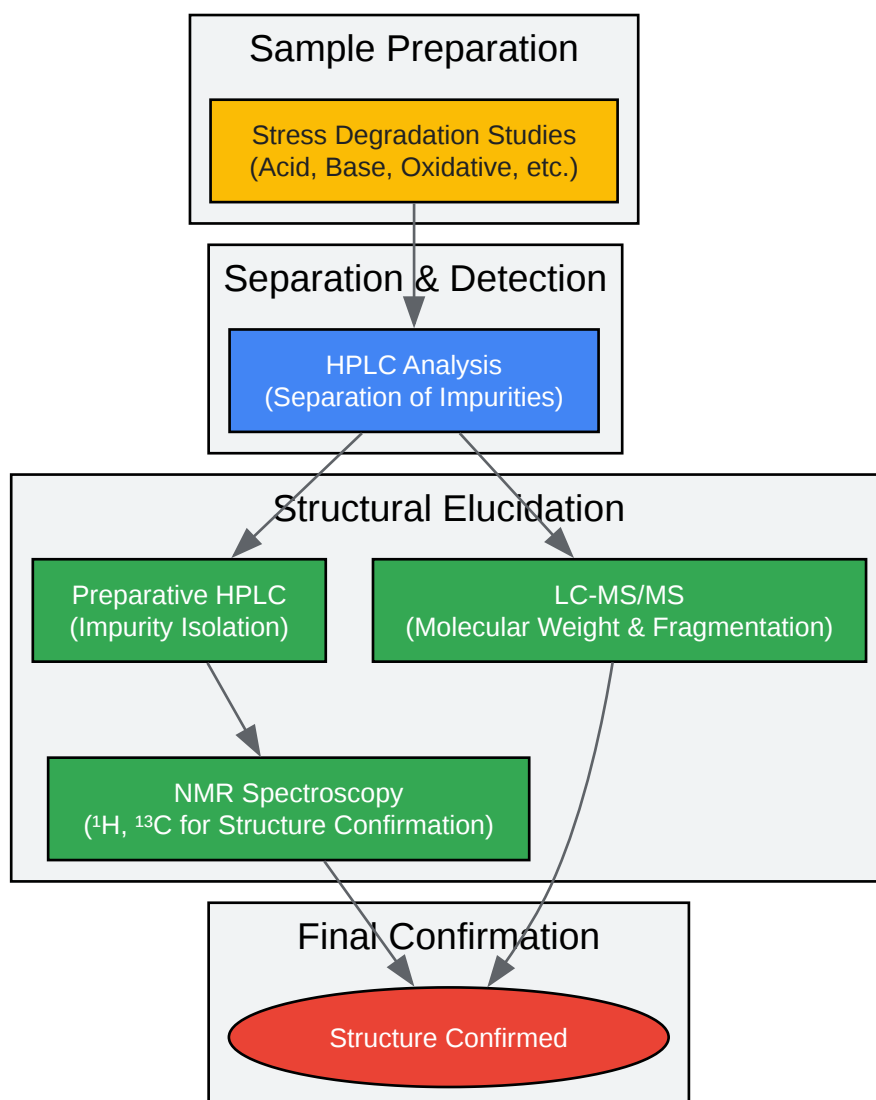 Sample Preparation
Stress Degradation Studies
(Acid, Base, Oxidative, etc.)
Separation & Detection
HPLC Analysis
(Separation of Impurities)
Structural Elucidation
Preparative HPLC
(Impurity Isolation)
LC-MS/MS
(Molecular Weight & Fragmentation)
NMR Spectroscopy
(¹H, ¹³C for Structure Confirmation)
Final Confirmation
Structure Confirmed